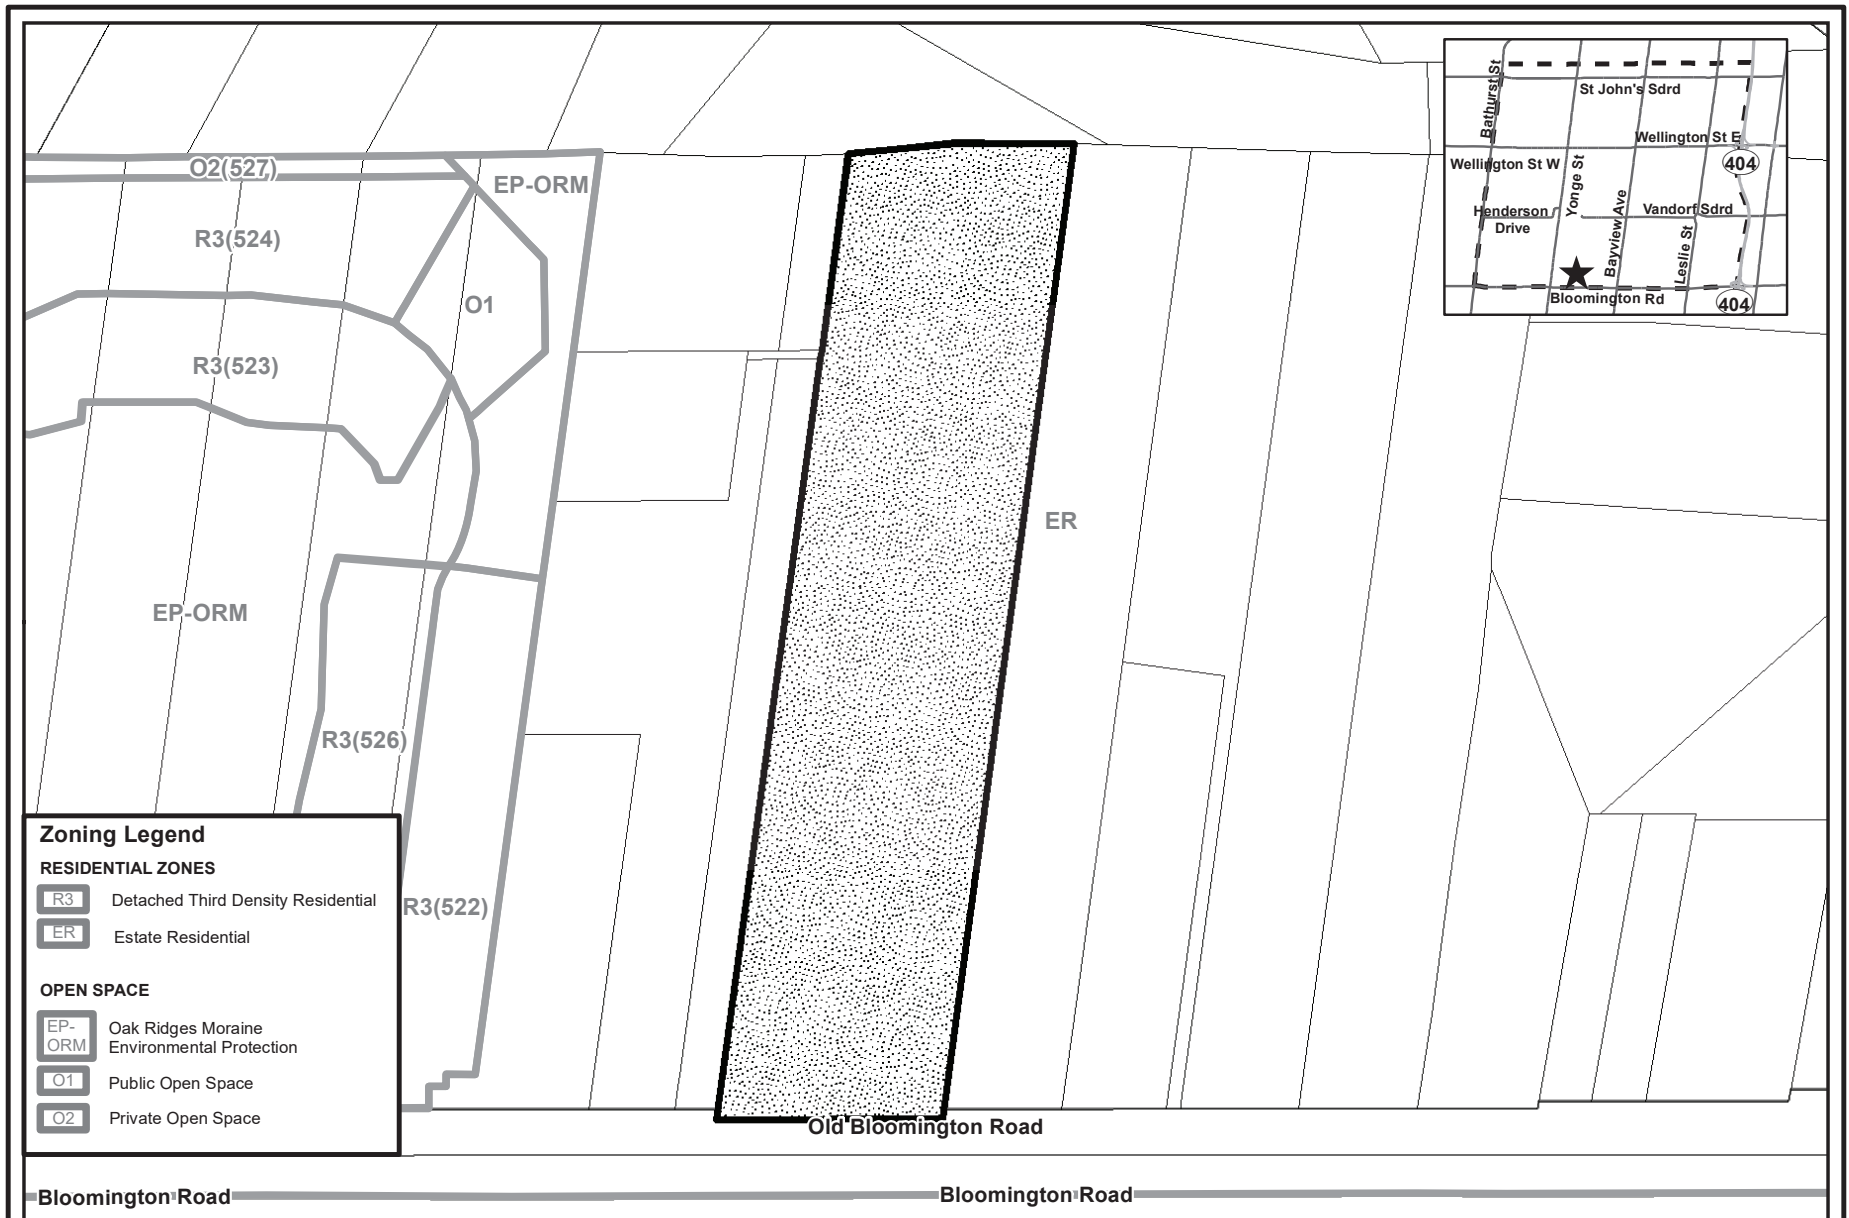 O2(527)
EP-ORM
R3(524)
O1
R3(523)
ER
EP-ORM
R3(526)
R3(522)
Bathurst St
St John's Sdrd
Wellington St E
Wellington St W
404
Yonge St
Henderson
Drive
Bayview Ave
Vandorf Sdrd
Leslie St
Bloomington Rd
404
Zoning Legend
RESIDENTIAL ZONES
R3 Detached Third Density Residential
ER Estate Residential
OPEN SPACE
EP-
ORM
Oak Ridges Moraine
Environmental Protection
O1 Public Open Space
O2 Private Open Space
Old Bloomington Road
Bloomington Road
Bloomington Road